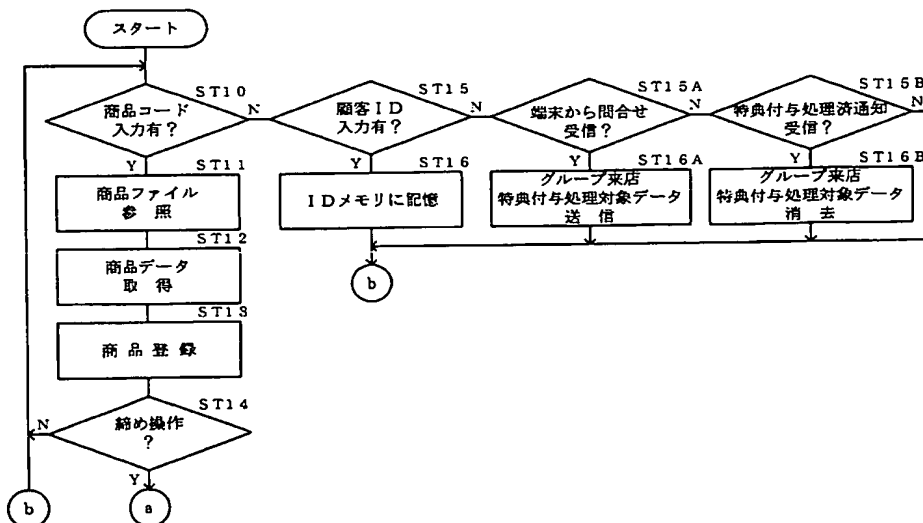 スタート
ST10
商品コード
入力有?
N
Y
ST15
顧客ID
入力有?
N
Y
ST15A
端末から問合せ
受信?
N
Y
ST15B
特典付与処理済通知
受信?
N
Y
ST11
商品ファイル
参 照
ST16
IDメモリに記憶
ST16A
グループ来店
特典付与処理対象データ
送 信
ST16B
グループ来店
特典付与処理対象データ
消 去
ST12
商品データ
取 得
b
ST13
商 品 登 録
ST14
締め操作
?
N
Y
b
a